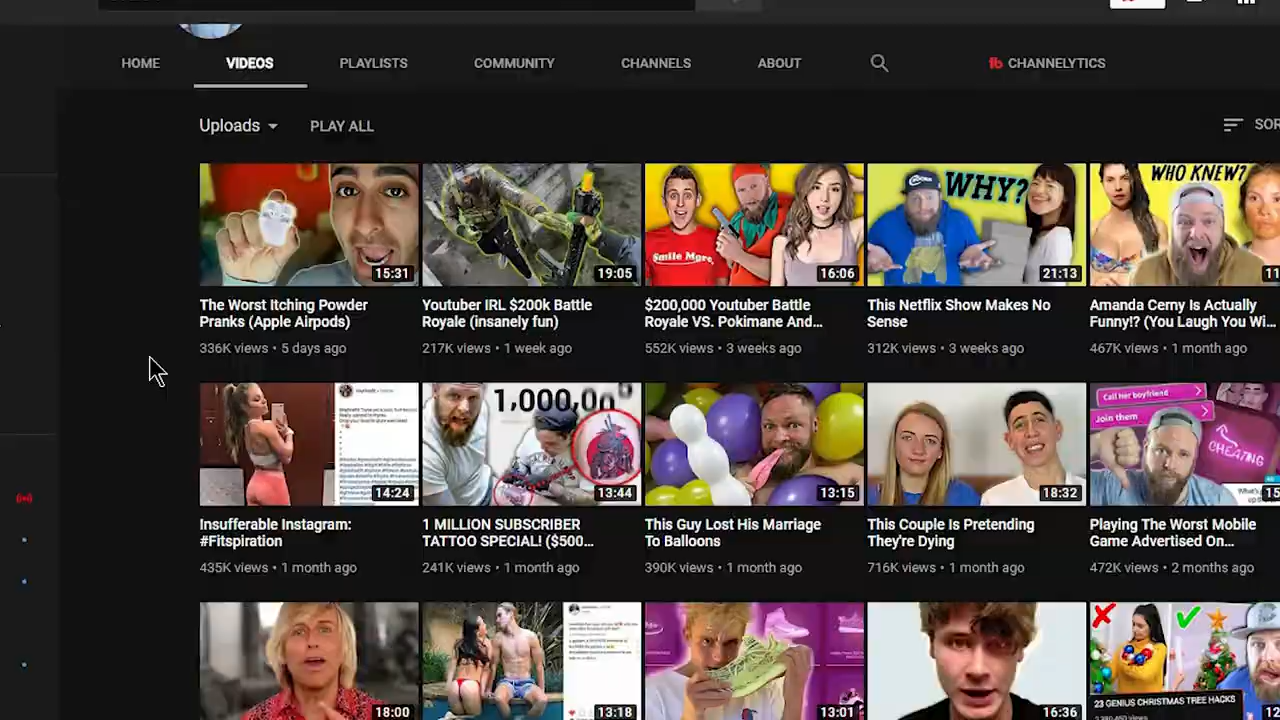 HOME VIDEOS PLAYLISTS COMMUNITY CHANNELS ABOUT CHANNELYTICS
Uploads PLAY ALL SOR
WHO KNEW?
WHY?
Smile More.
15:31 19:05 16:06 21:13 11
The Worst Itching Powder
Pranks (Apple Airpods)
336K views • 5 days ago
Youtuber IRL $200k Battle
Royale (insanely fun)
217K views • 1 week ago
$200,000 Youtuber Battle
Royale VS. Pokimane And...
552K views • 3 weeks ago
This Netflix Show Makes No
Sense
312K views • 3 weeks ago
Amanda Cerny Is Actually
Funny!? (You Laugh You Wi...
467K views • 1 month ago
1,000,00
Call her boyfriend
Join them
CHEATING
14:24 13:44 13:15 18:32 15
Insufferable Instagram:
#Fitspiration
435K views • 1 month ago
1 MILLION SUBSCRIBER
TATTOO SPECIAL! ($500...
241K views • 1 month ago
This Guy Lost His Marriage
To Balloons
390K views • 1 month ago
This Couple Is Pretending
They're Dying
716K views • 1 month ago
Playing The Worst Mobile
Game Advertised On...
472K views • 2 months ago
23 GENIUS CHRISTMAS TREE HACKS
18:00 13:18 13:01 16:36 12